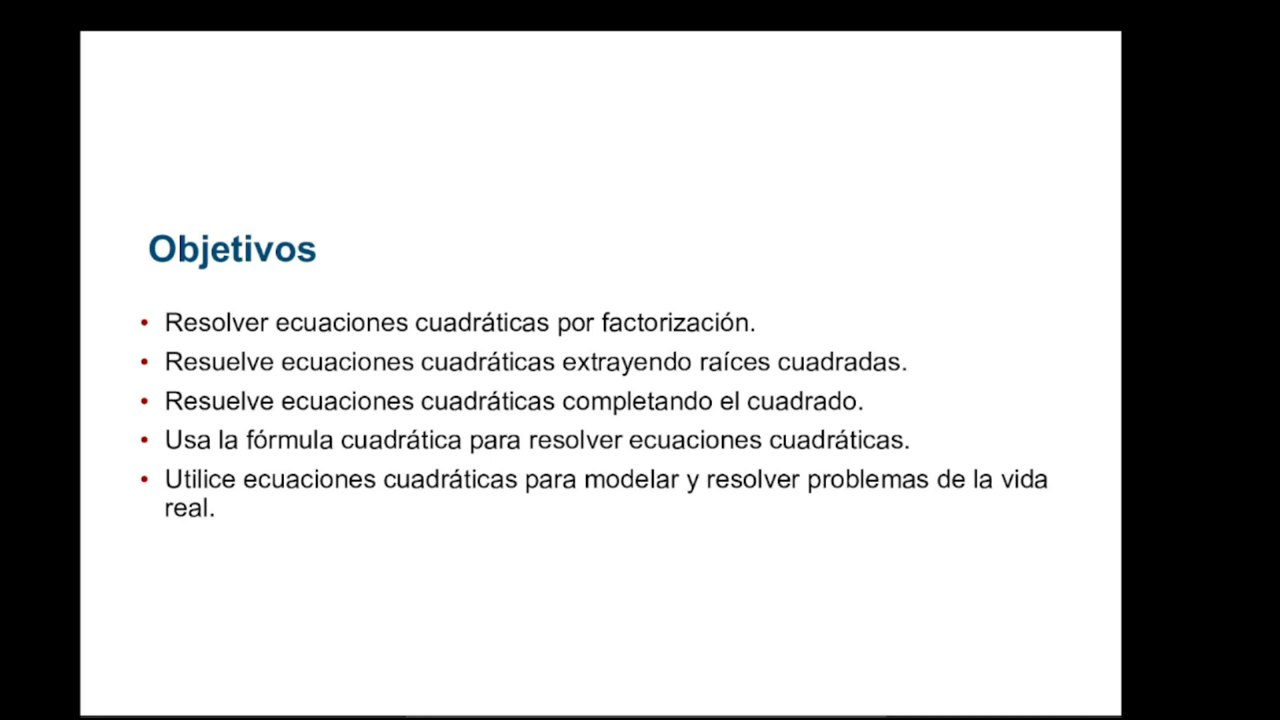 Objetivos
• Resolver ecuaciones cuadráticas por factorización.
• Resuelve ecuaciones cuadráticas extrayendo raíces cuadradas.
• Resuelve ecuaciones cuadráticas completando el cuadrado.
• Usa la fórmula cuadrática para resolver ecuaciones cuadráticas.
• Utilice ecuaciones cuadráticas para modelar y resolver problemas de la vida
real.